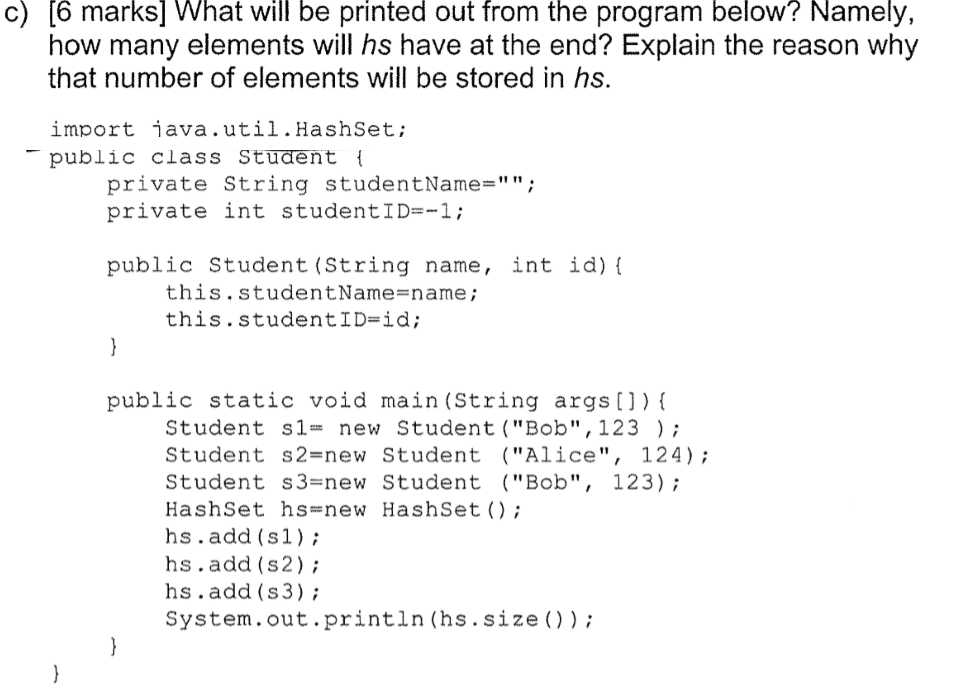 c) [6 marks] What will be printed out from the program below? Namely,
how many elements will hs have at the end? Explain the reason why
that number of elements will be stored in hs.
import java.util.HashSet;
public class Student {
private String studentName="";
private int studentID=-1;
public Student(String name, int id){
this.studentName=name;
this.studentID=id;
}
public static void main(String args[]){
Student s1= new Student("Bob",123 );
Student s2=new Student ("Alice", 124);
Student s3=new Student ("Bob", 123);
HashSet hs=new HashSet();
hs.add(s1);
hs.add(s2);
hs.add(s3);
System.out.println(hs.size());
}
}